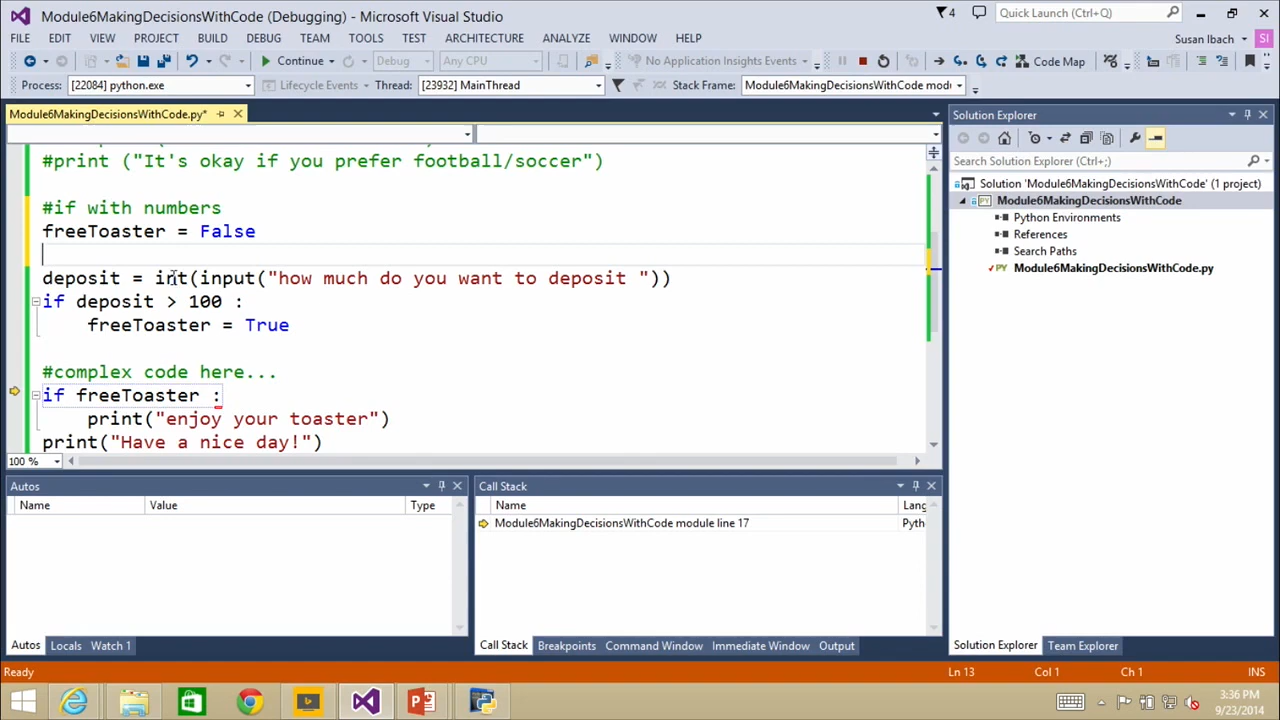 Module6MakingDecisionsWithCode (Debugging) - Microsoft Visual Studio
4
Quick Launch (Ctrl+Q)
FILE EDIT VIEW PROJECT BUILD DEBUG TEAM TOOLS TEST ARCHITECTURE ANALYZE WINDOW HELP
Susan Ibach SI
Continue Debug Any CPU No Application Insights Events Code Map
Process: [22084] python.exe Lifecycle Events Thread: [23932] MainThread Stack Frame: Module6MakingDecisionsWithCode modu
Module6MakingDecisionsWithCode.py*
#print ("It's okay if you prefer football/soccer")
#if with numbers
freeToaster = False
deposit = int(input("how much do you want to deposit "))
if deposit > 100 :
freeToaster = True
#complex code here...
if freeToaster :
print("enjoy your toaster")
print("Have a nice day!")
100 %
Solution Explorer
Search Solution Explorer (Ctrl+;)
Solution 'Module6MakingDecisionsWithCode' (1 project)
PY Module6MakingDecisionsWithCode
Python Environments
References
Search Paths
PY Module6MakingDecisionsWithCode.py
Autos
Name Value Type
Call Stack
Name Lang
Module6MakingDecisionsWithCode module line 17 Pyth
Autos Locals Watch 1
Call Stack Breakpoints Command Window Immediate Window Output
Solution Explorer Team Explorer
Ready Ln 13 Col 1 Ch 1 INS
3:36 PM
9/23/2014